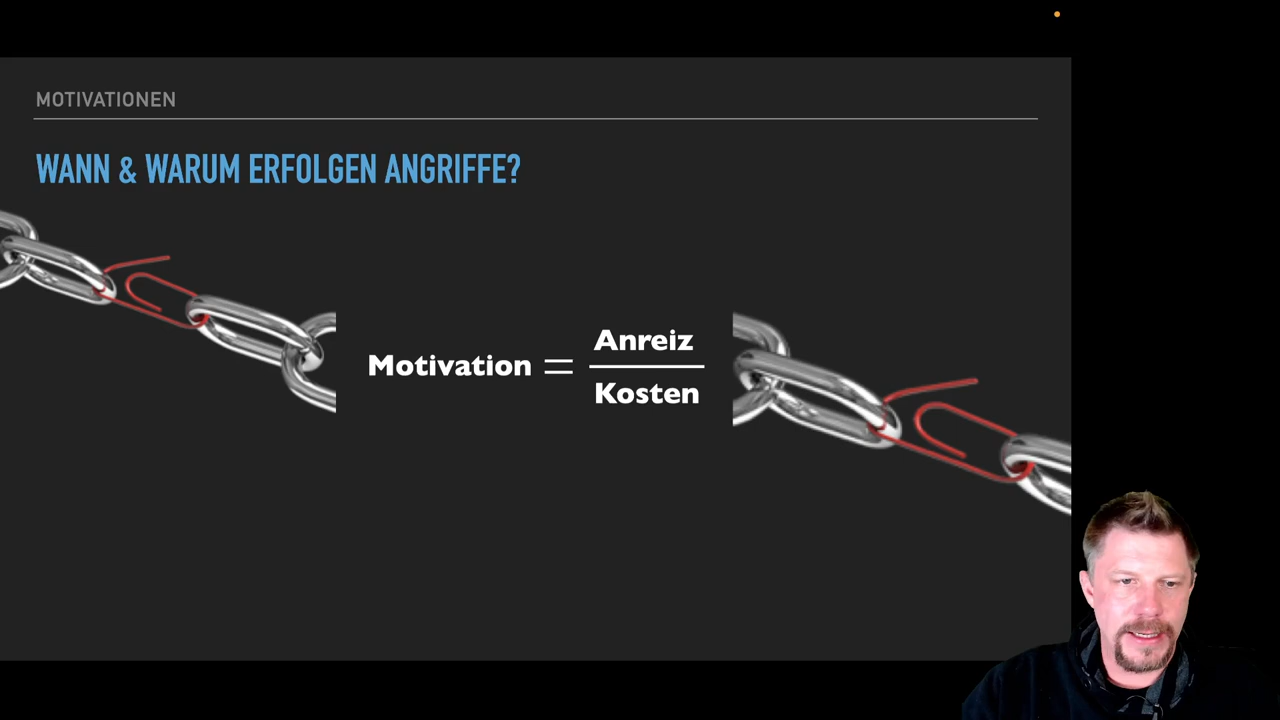 MOTIVATIONEN
WANN & WARUM ERFOLGEN ANGRIFFE?
Motivation = Anreiz
Kosten